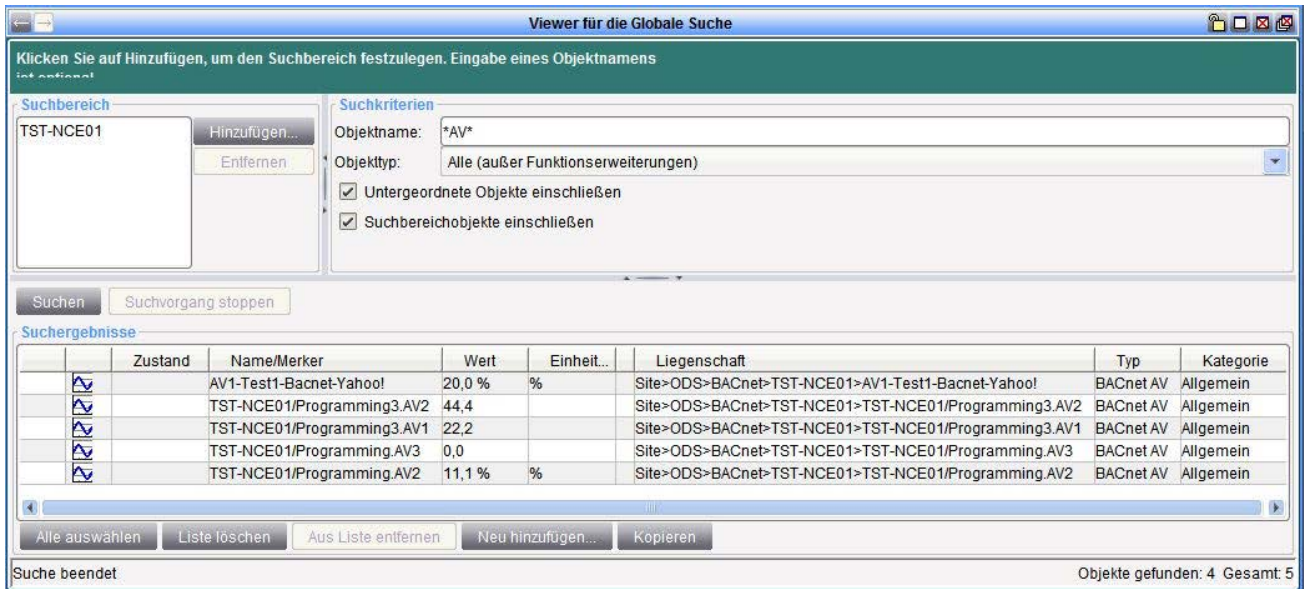 Viewer für die Globale Suche
Klicken Sie auf Hinzufügen, um den Suchbereich festzulegen. Eingabe eines Objektnamens
ist optional
Suchbereich
TST-NCE01
Hinzufügen...
Entfernen
Suchkriterien
Objektname: *AV*
Objekttyp: Alle (außer Funktionserweiterungen)
Untergeordnete Objekte einschließen
Suchbereichobjekte einschließen
Suchen Suchvorgang stoppen
Suchergebnisse
Zustand Name/Merker Wert Einheit... Liegenschaft Typ Kategorie
AV1-Test1-Bacnet-Yahoo! 20,0 % % Site>ODS>BACnet>TST-NCE01>AV1-Test1-Bacnet-Yahoo! BACnet AV Allgemein
TST-NCE01/Programming3.AV2 44,4 Site>ODS>BACnet>TST-NCE01>TST-NCE01/Programming3.AV2 BACnet AV Allgemein
TST-NCE01/Programming3.AV1 22,2 Site>ODS>BACnet>TST-NCE01>TST-NCE01/Programming3.AV1 BACnet AV Allgemein
TST-NCE01/Programming.AV3 0,0 Site>ODS>BACnet>TST-NCE01>TST-NCE01/Programming.AV3 BACnet AV Allgemein
TST-NCE01/Programming.AV2 11,1 % % Site>ODS>BACnet>TST-NCE01>TST-NCE01/Programming.AV2 BACnet AV Allgemein
Alle auswählen Liste löschen Aus Liste entfernen Neu hinzufügen... Kopieren
Suche beendet Objekte gefunden: 4 Gesamt: 5